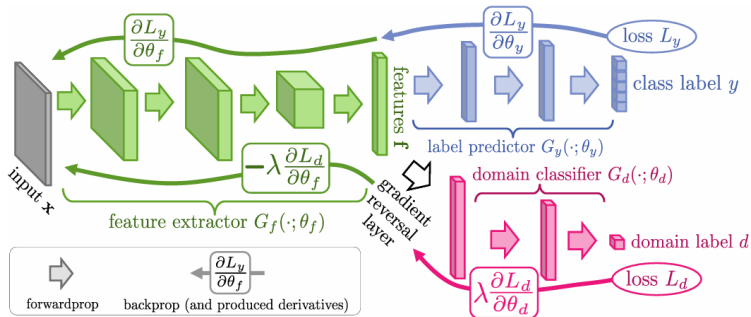 ∂L_y/∂θ_f
∂L_y/∂θ_y
loss L_y
features f
class label y
label predictor G_y(·;θ_y)
input x
−λ ∂L_d/∂θ_f
feature extractor G_f(·;θ_f)
gradient
reversal
layer
domain classifier G_d(·;θ_d)
domain label d
λ ∂L_d/∂θ_d
loss L_d
forwardprop
∂L_y/∂θ_f
backprop (and produced derivatives)